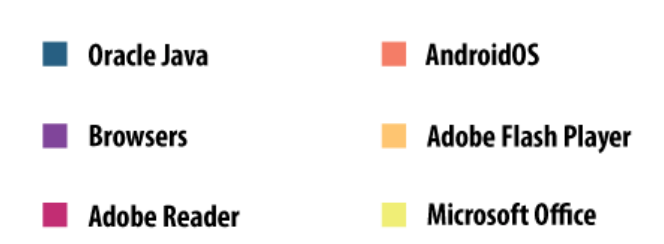 Oracle Java
AndroidOS
Browsers
Adobe Flash Player
Adobe Reader
Microsoft Office